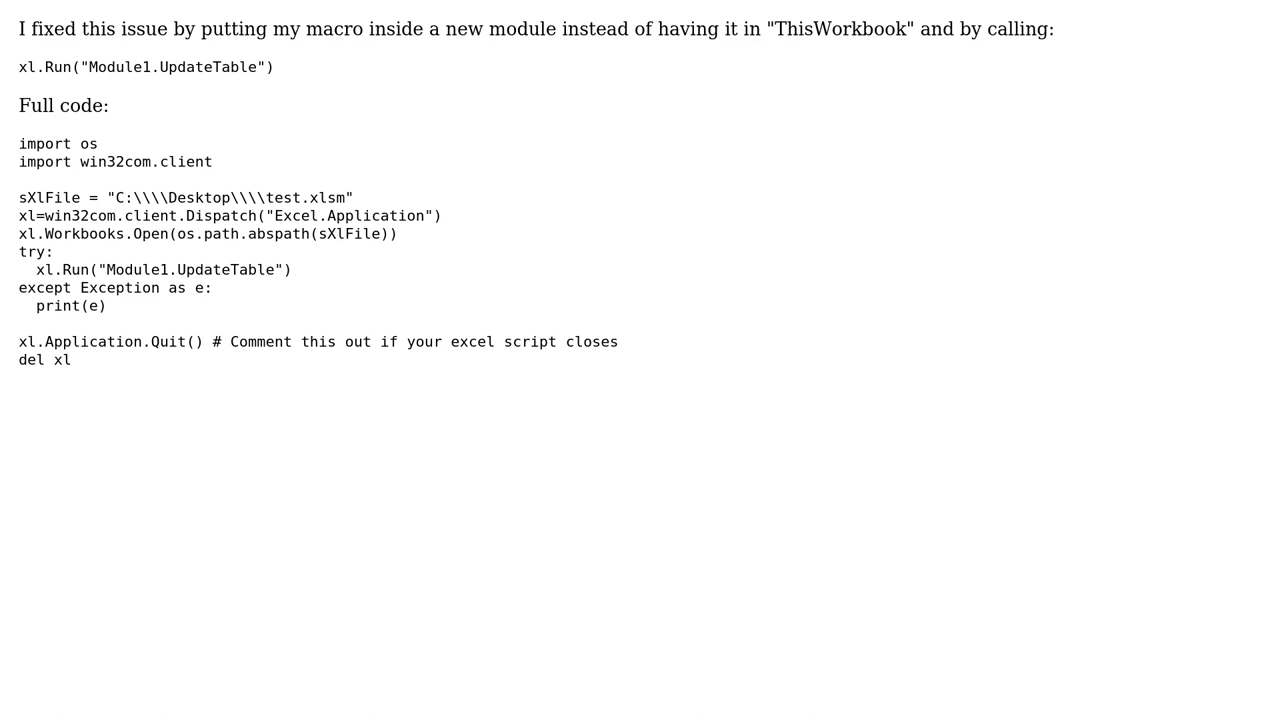 I fixed this issue by putting my macro inside a new module instead of having it in "ThisWorkbook" and by calling:
xl.Run("Module1.UpdateTable")
Full code:
import os
import win32com.client
sXlFile = "C:\\\\Desktop\\\\test.xlsm"
xl=win32com.client.Dispatch("Excel.Application")
xl.Workbooks.Open(os.path.abspath(sXlFile))
try:
  xl.Run("Module1.UpdateTable")
except Exception as e:
  print(e)
xl.Application.Quit() # Comment this out if your excel script closes
del xl